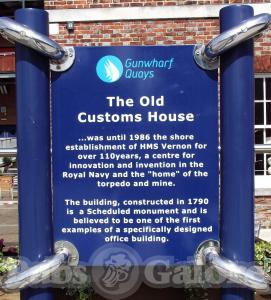 Gunwharf
Quays
The Old
Customs House
...was until 1986 the shore
establishment of HMS Vernon for
over 110years, a centre for
innovation and invention in the
Royal Navy and the "home" of the
torpedo and mine.
The building, constructed in 1790
is a Scheduled monument and is
believed to be one of the first
examples of a specifically designed
office building.
Pubs Galore